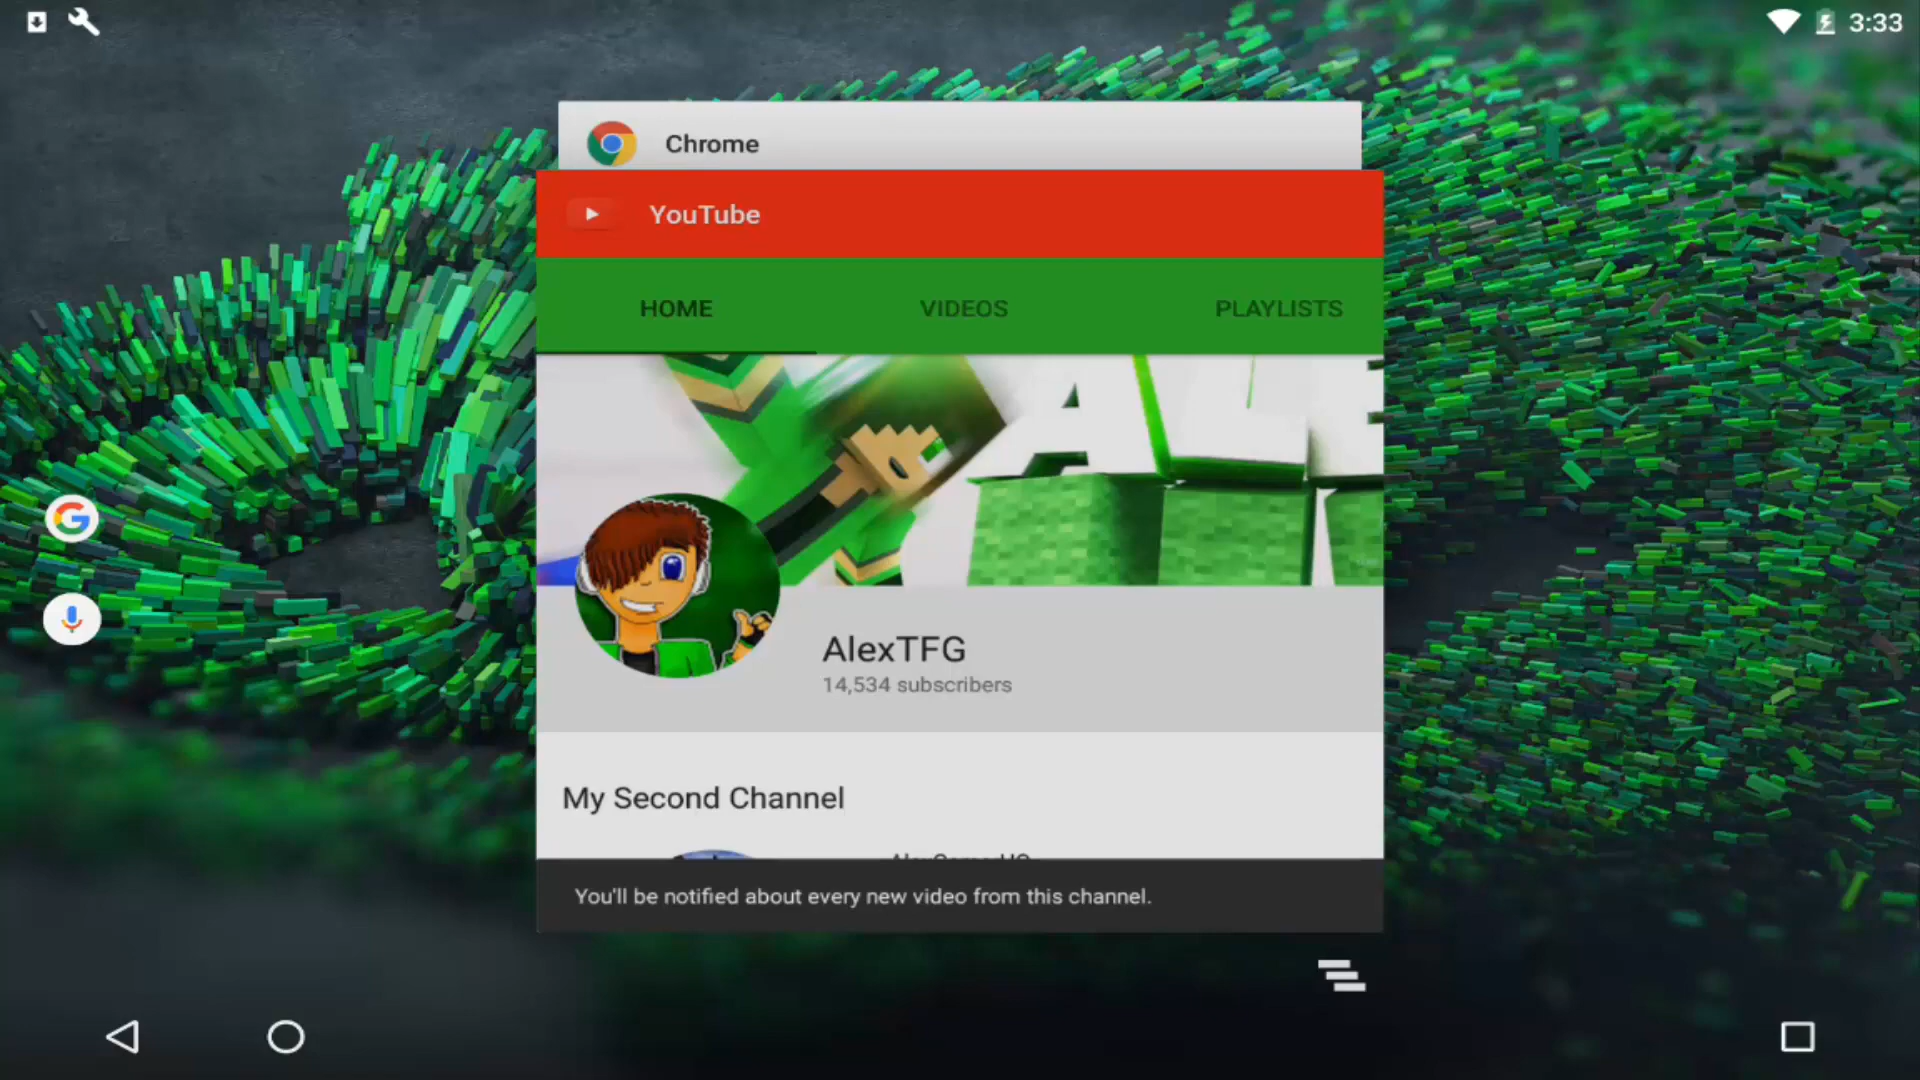 3:33
Chrome
YouTube
HOME VIDEOS PLAYLISTS
ALE
AlexTFG
14,534 subscribers
My Second Channel
You'll be notified about every new video from this channel.